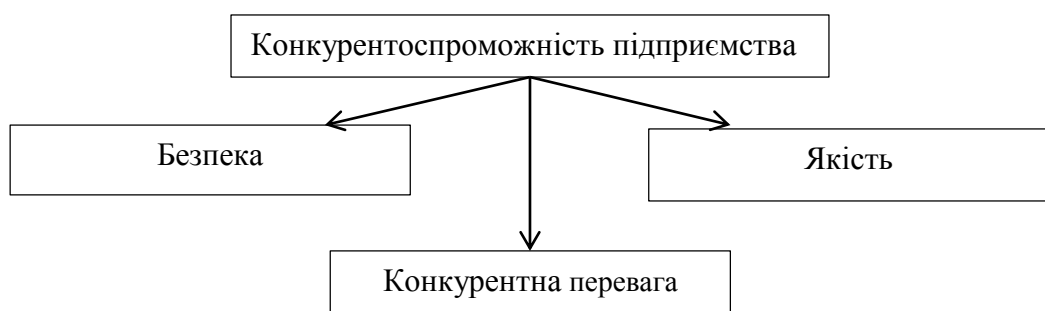 Конкурентоспроможність підприємства
Безпека
Якість
Конкурентна перевага